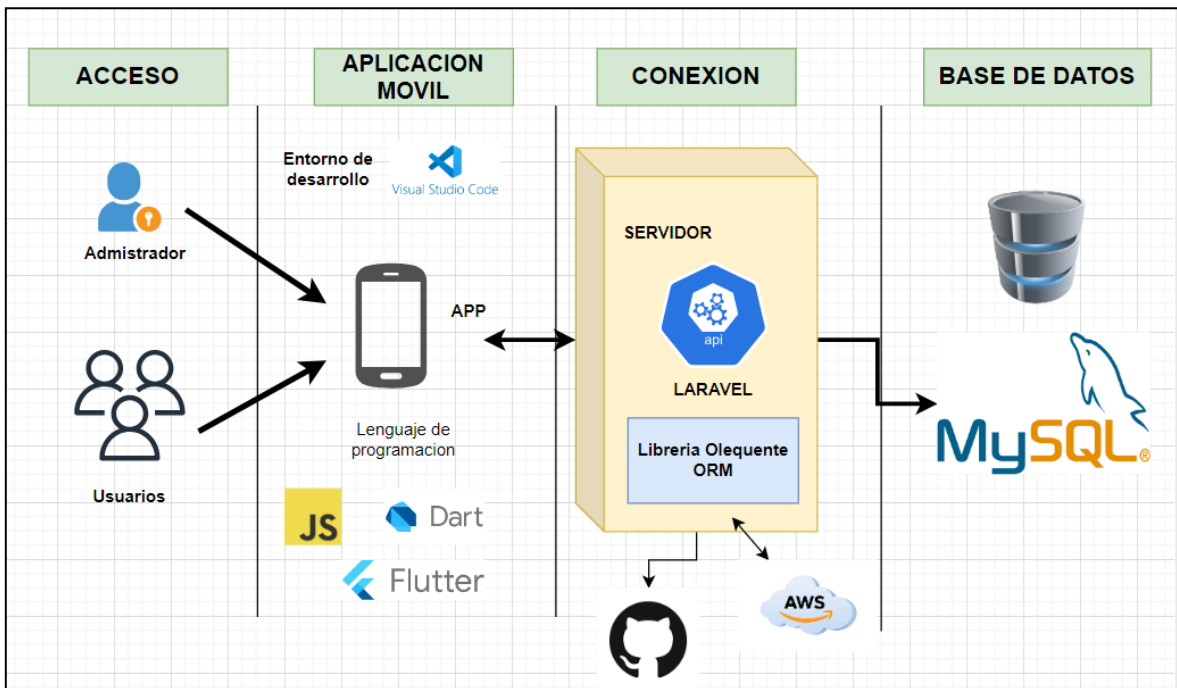 ACCESO
APLICACION
MOVIL
CONEXION
BASE DE DATOS
Entorno de
desarrollo
Visual Studio Code
Admistrador
SERVIDOR
APP
api
LARAVEL
Lenguaje de
programacion
Libreria Olequente
ORM
MySQL®
Usuarios
JS
Dart
Flutter
AWS